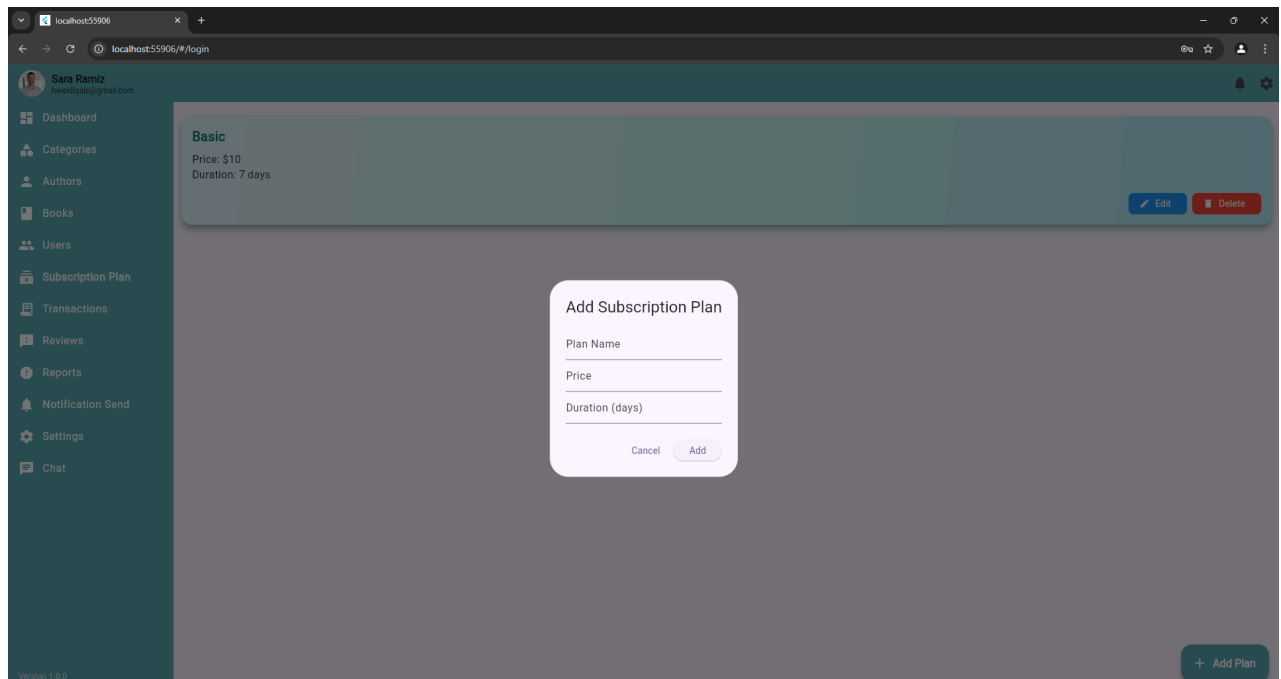 localhost:55906
localhost:55906/#/login
Sara Ramiz
hweidiqais@gmail.com
Dashboard
Categories
Authors
Books
Users
Subscription Plan
Transactions
Reviews
Reports
Notification Send
Settings
Chat
Version 1.0.0
Basic
Price: $10
Duration: 7 days
Edit
Delete
Add Subscription Plan
Plan Name
Price
Duration (days)
Cancel
Add
+ Add Plan